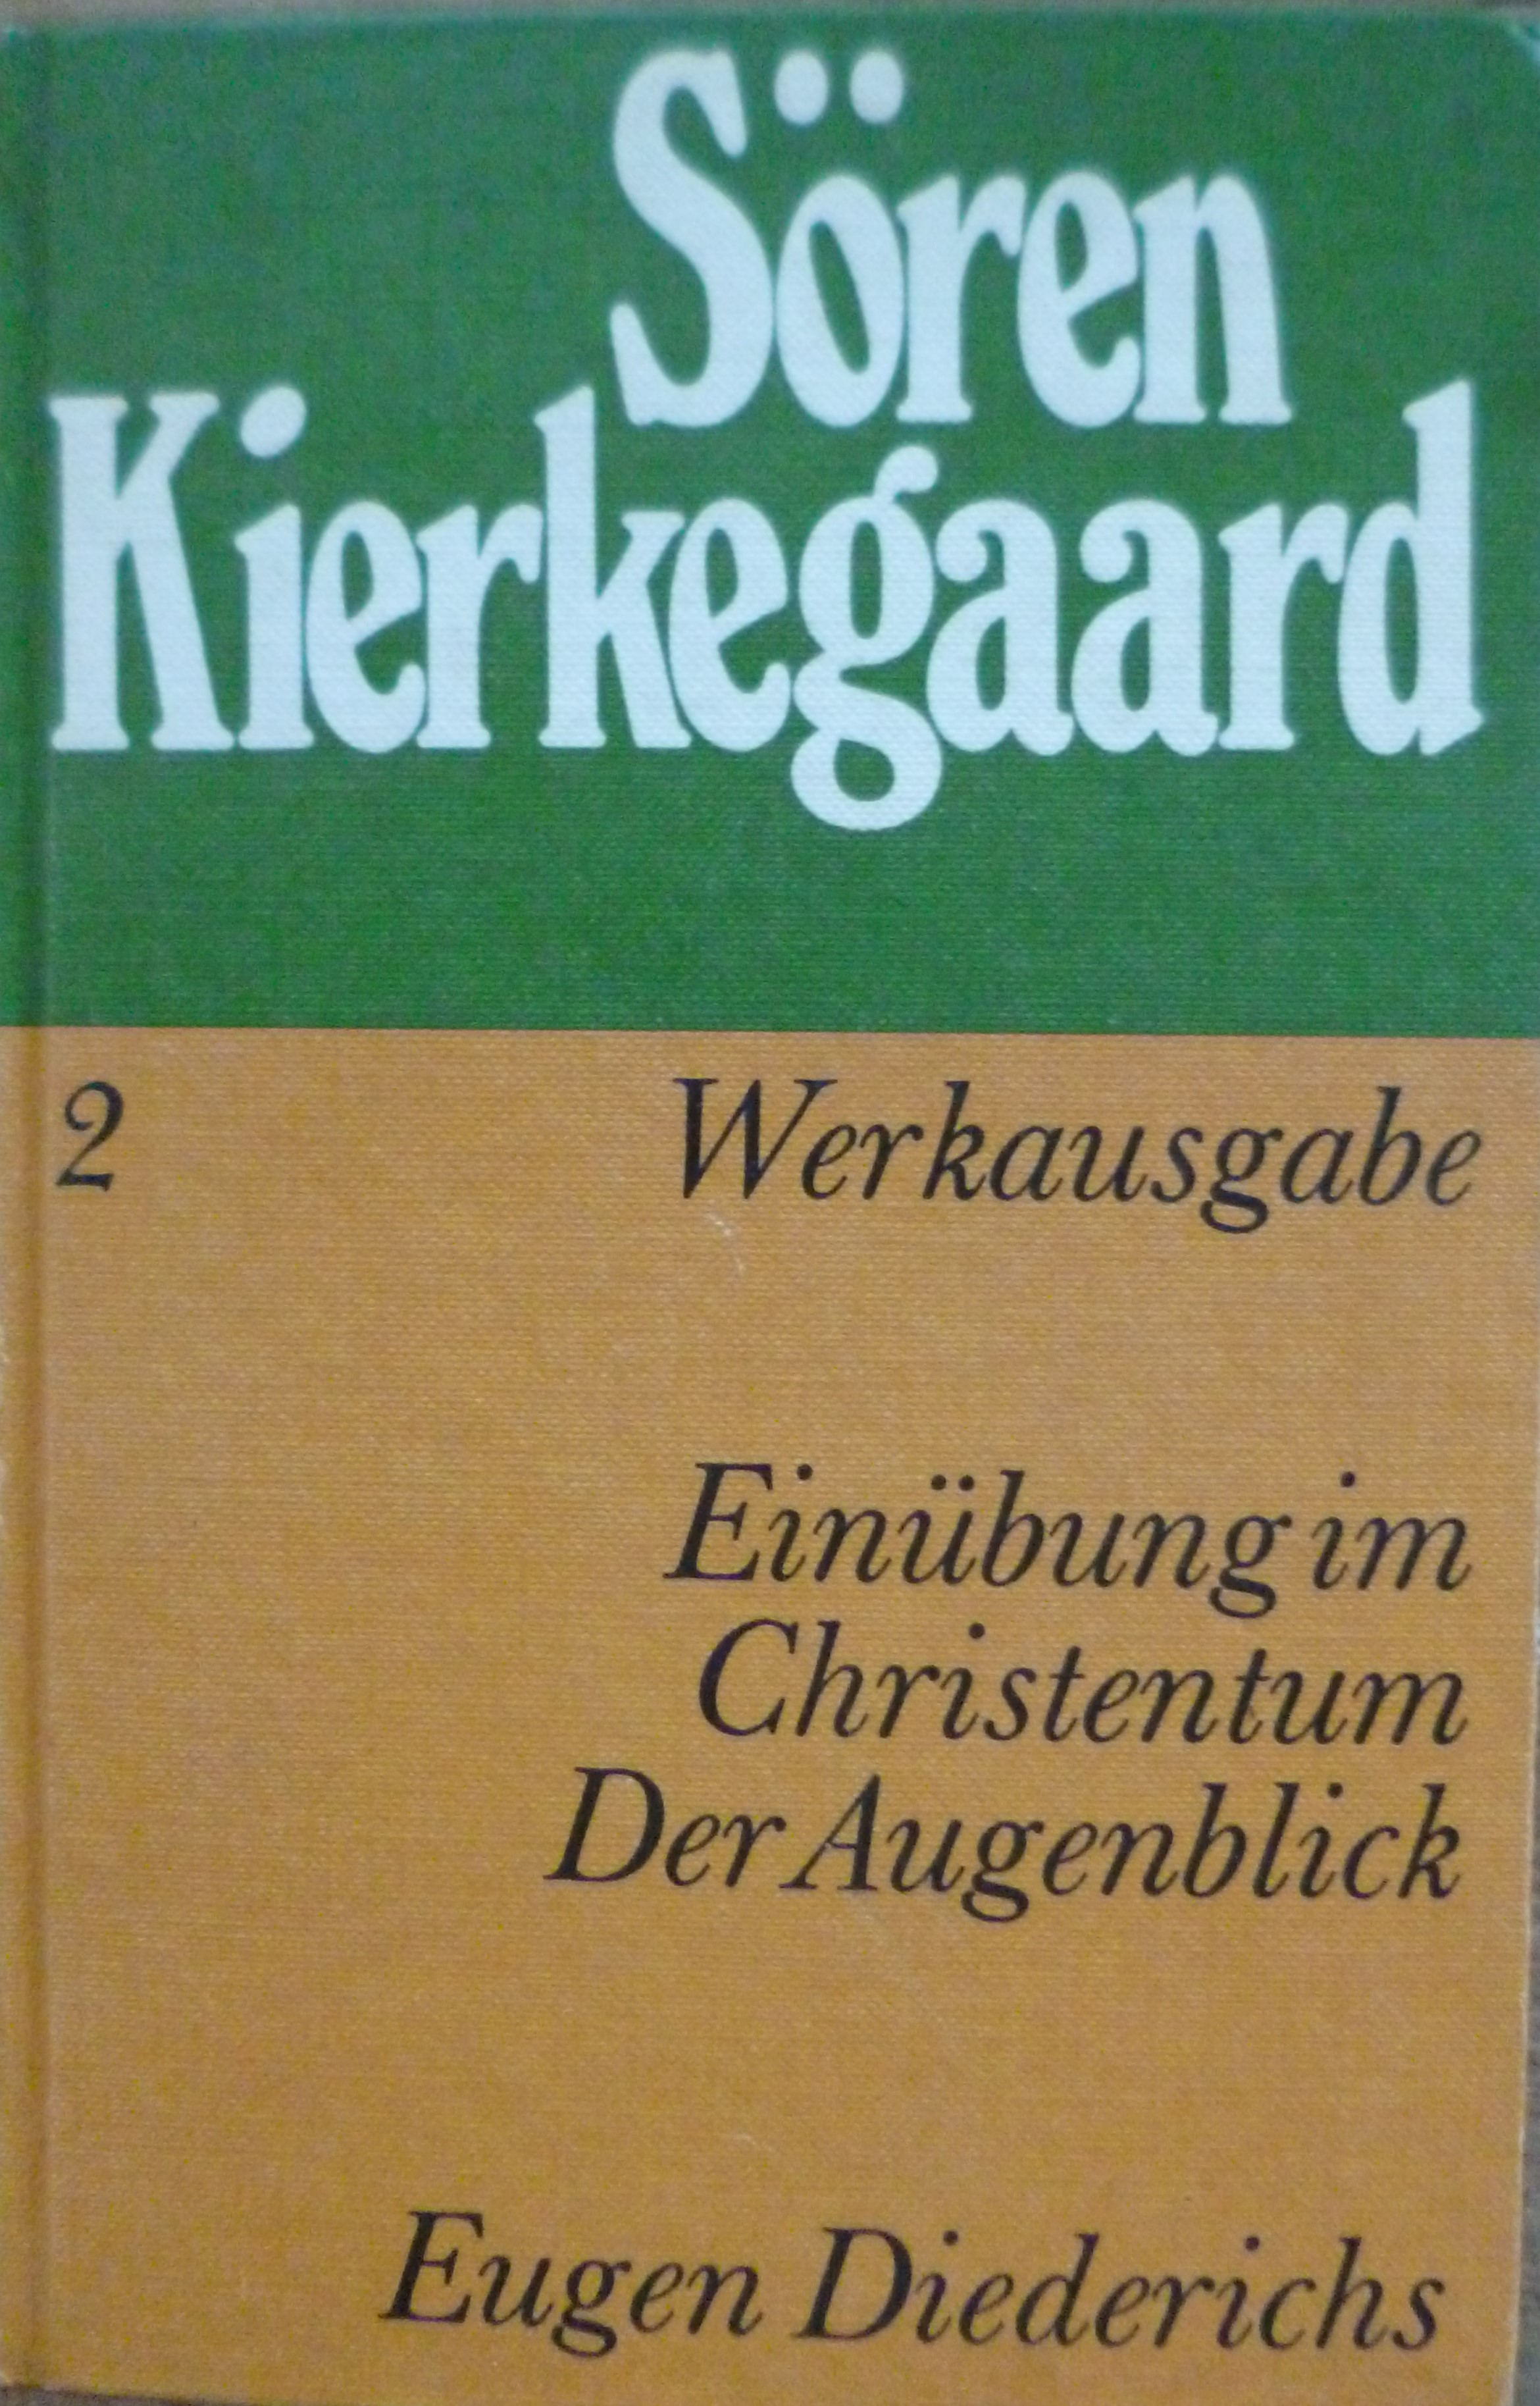 Sören
Kierkegaard
2 Werkausgabe
Einübung im
Christentum
Der Augenblick
Eugen Diederichs